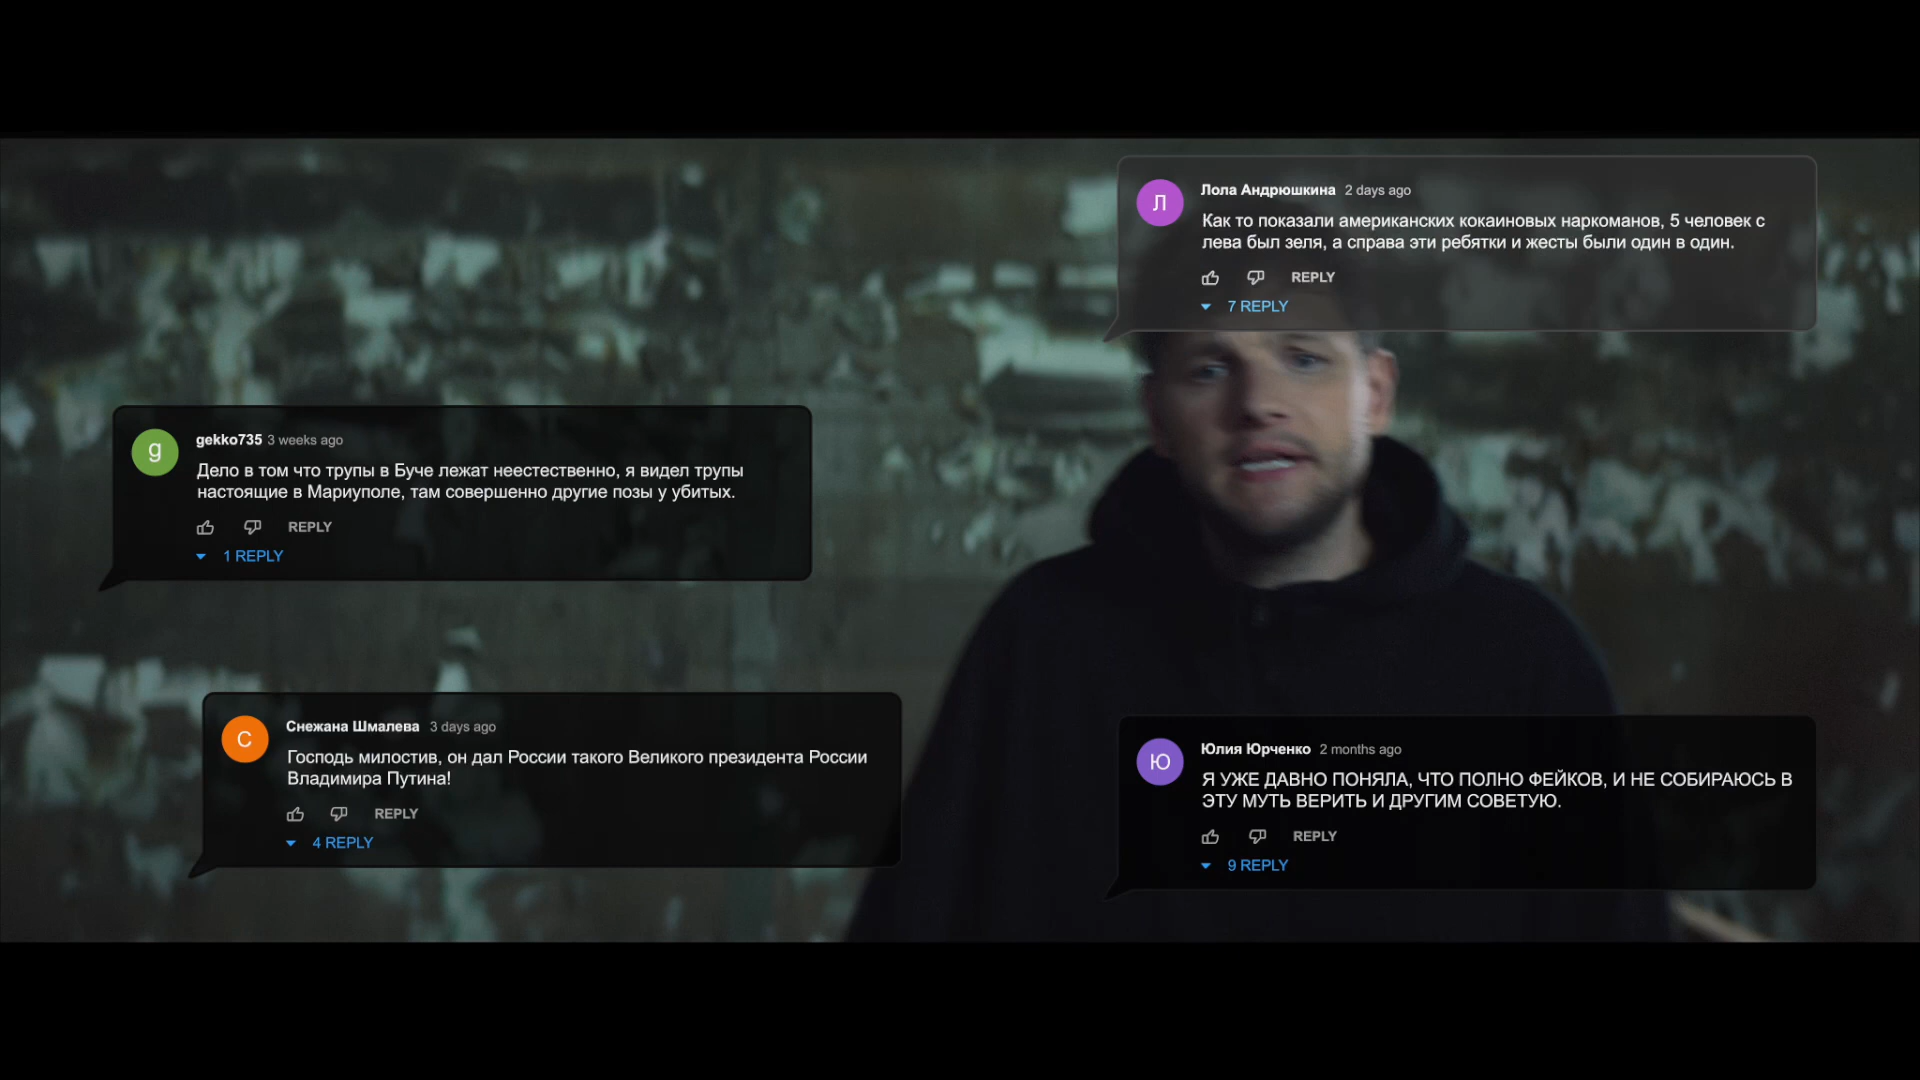 Лола Андрюшкина 2 days ago
Как то показали американских кокаиновых наркоманов, 5 человек с
лева был зеля, а справа эти ребятки и жесты были один в один.
REPLY
7 REPLY
gekko735 3 weeks ago
Дело в том что трупы в Буче лежат неестественно, я видел трупы
настоящие в Мариуполе, там совершенно другие позы у убитых.
REPLY
1 REPLY
Снежана Шмалева 3 days ago
Господь милостив, он дал России такого Великого президента России
Владимира Путина!
REPLY
4 REPLY
Юлия Юрченко 2 months ago
Я УЖЕ ДАВНО ПОНЯЛА, ЧТО ПОЛНО ФЕЙКОВ, И НЕ СОБИРАЮСЬ В
ЭТУ МУТЬ ВЕРИТЬ И ДРУГИМ СОВЕТУЮ.
REPLY
9 REPLY